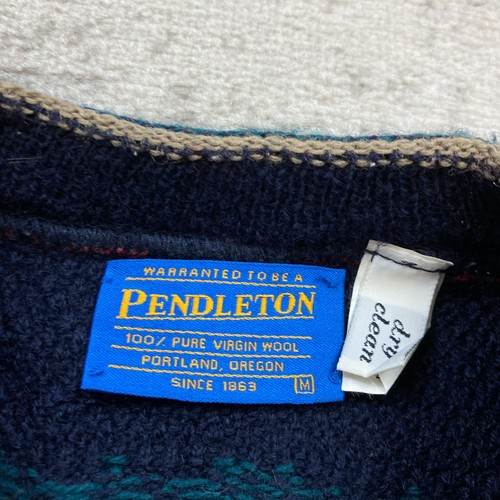 WARRANTED TO BE A
PENDLETON
100% PURE VIRGIN WOOL
PORTLAND, OREGON
SINCE 1863
M
dry
clean